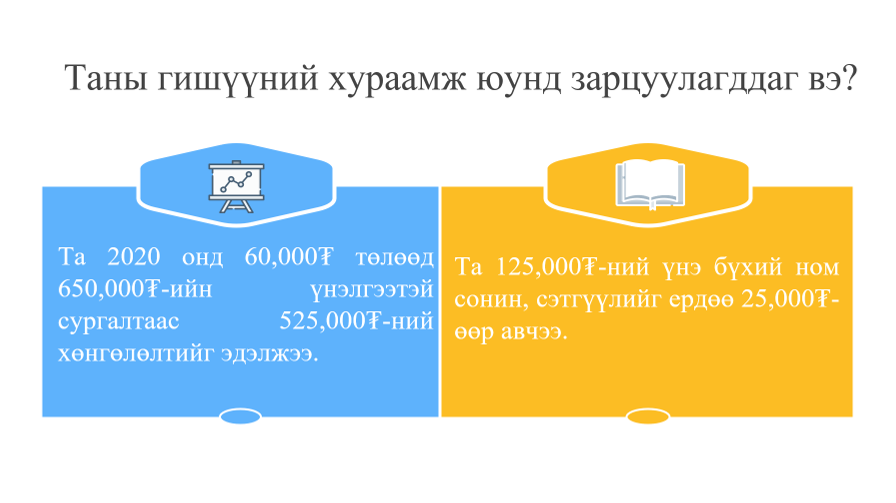 Таны гишүүний хураамж юунд зарцуулагддаг вэ?
Та 2020 онд 60,000₮ төлөөд
650,000₮-ийн үнэлгээтэй
сургалтаас 525,000₮-ний
хөнгөлөлтийг эдэлжээ.
Та 125,000₮-ний үнэ бүхий ном
сонин, сэтгүүлийг ердөө 25,000₮-
өөр авчээ.